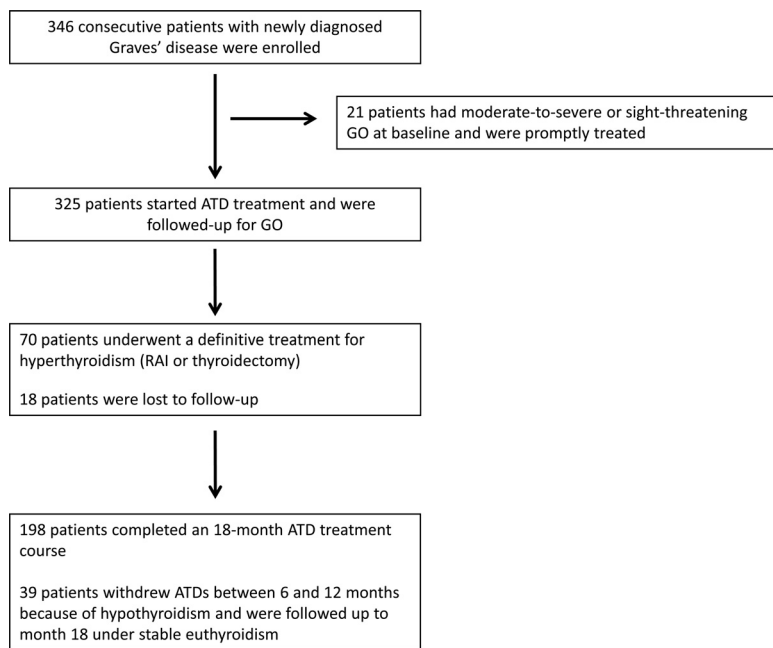 346 consecutive patients with newly diagnosed
Graves’ disease were enrolled
21 patients had moderate-to-severe or sight-threatening
GO at baseline and were promptly treated
325 patients started ATD treatment and were
followed-up for GO
70 patients underwent a definitive treatment for
hyperthyroidism (RAI or thyroidectomy)
18 patients were lost to follow-up
198 patients completed an 18-month ATD treatment
course
39 patients withdrew ATDs between 6 and 12 months
because of hypothyroidism and were followed up to
month 18 under stable euthyroidism